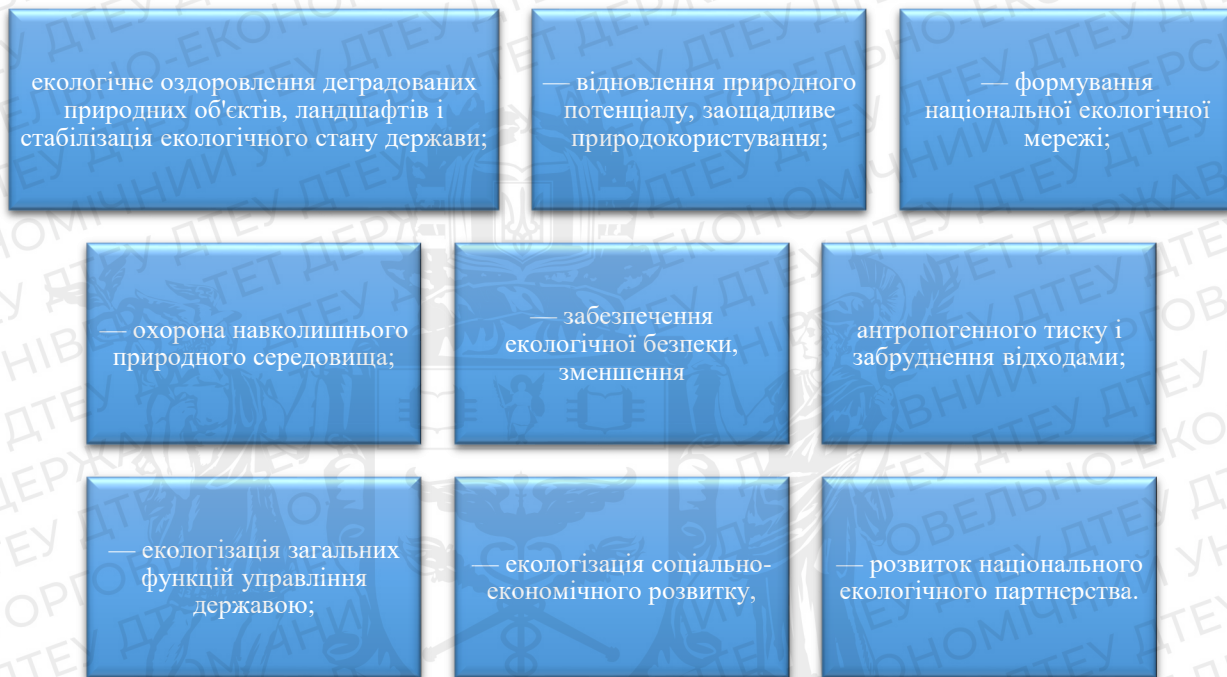 екологічне оздоровлення деградованих
природних об'єктів, ландшафтів і
стабілізація екологічного стану держави;
— відновлення природного
потенціалу, заощадливе
природокористування;
— формування
національної екологічної
мережі;
— охорона навколишнього
природного середовища;
— забезпечення
екологічної безпеки,
зменшення
антропогенного тиску і
забруднення відходами;
— екологізація загальних
функцій управління
державою;
— екологізація соціально-
економічного розвитку,
— розвиток національного
екологічного партнерства.